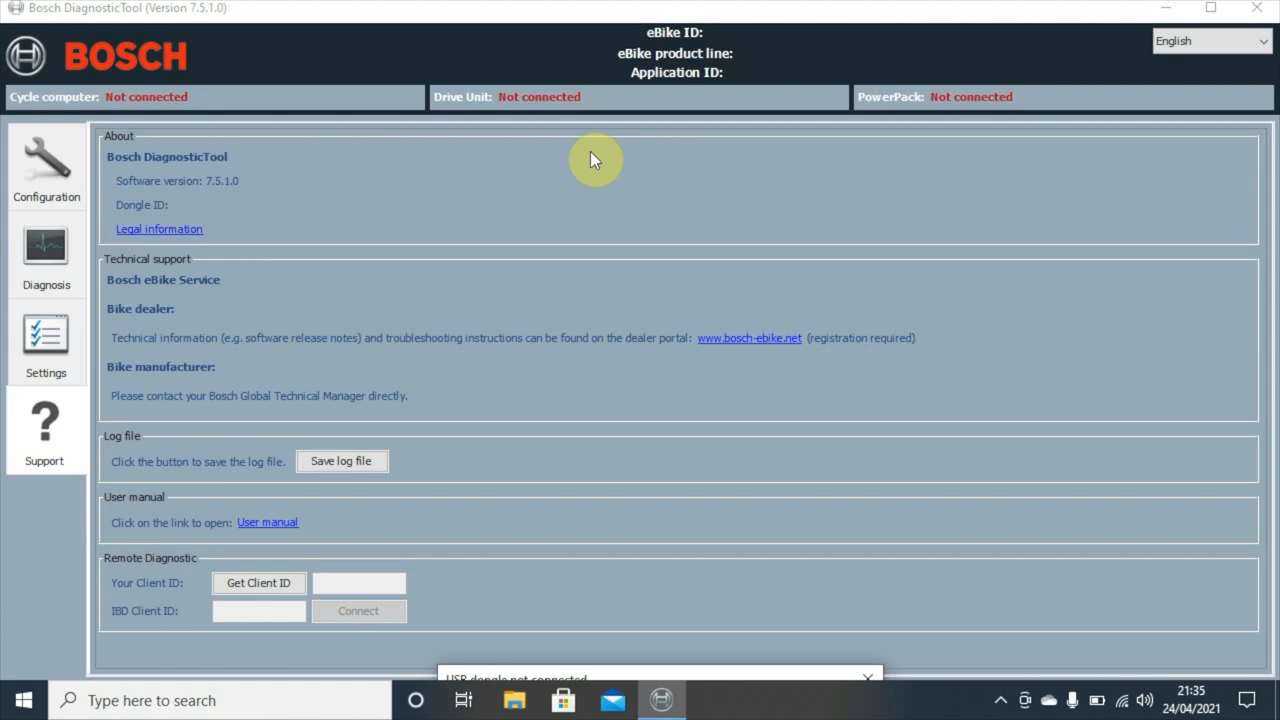 Bosch DiagnosticTool (Version 7.5.1.0)
BOSCH
eBike ID:
eBike product line:
Application ID:
English
Cycle computer: Not connected
Drive Unit: Not connected
PowerPack: Not connected
Configuration
Diagnosis
Settings
Support
About
Bosch DiagnosticTool
Software version: 7.5.1.0
Dongle ID:
Legal information
Technical support
Bosch eBike Service
Bike dealer:
Technical information (e.g. software release notes) and troubleshooting instructions can be found on the dealer portal: www.bosch-ebike.net (registration required)
Bike manufacturer:
Please contact your Bosch Global Technical Manager directly.
Log file
Click the button to save the log file. Save log file
User manual
Click on the link to open: User manual
Remote Diagnostic
Your Client ID: Get Client ID
IBD Client ID: Connect
USB dongle not connected
Type here to search
21:35
24/04/2021